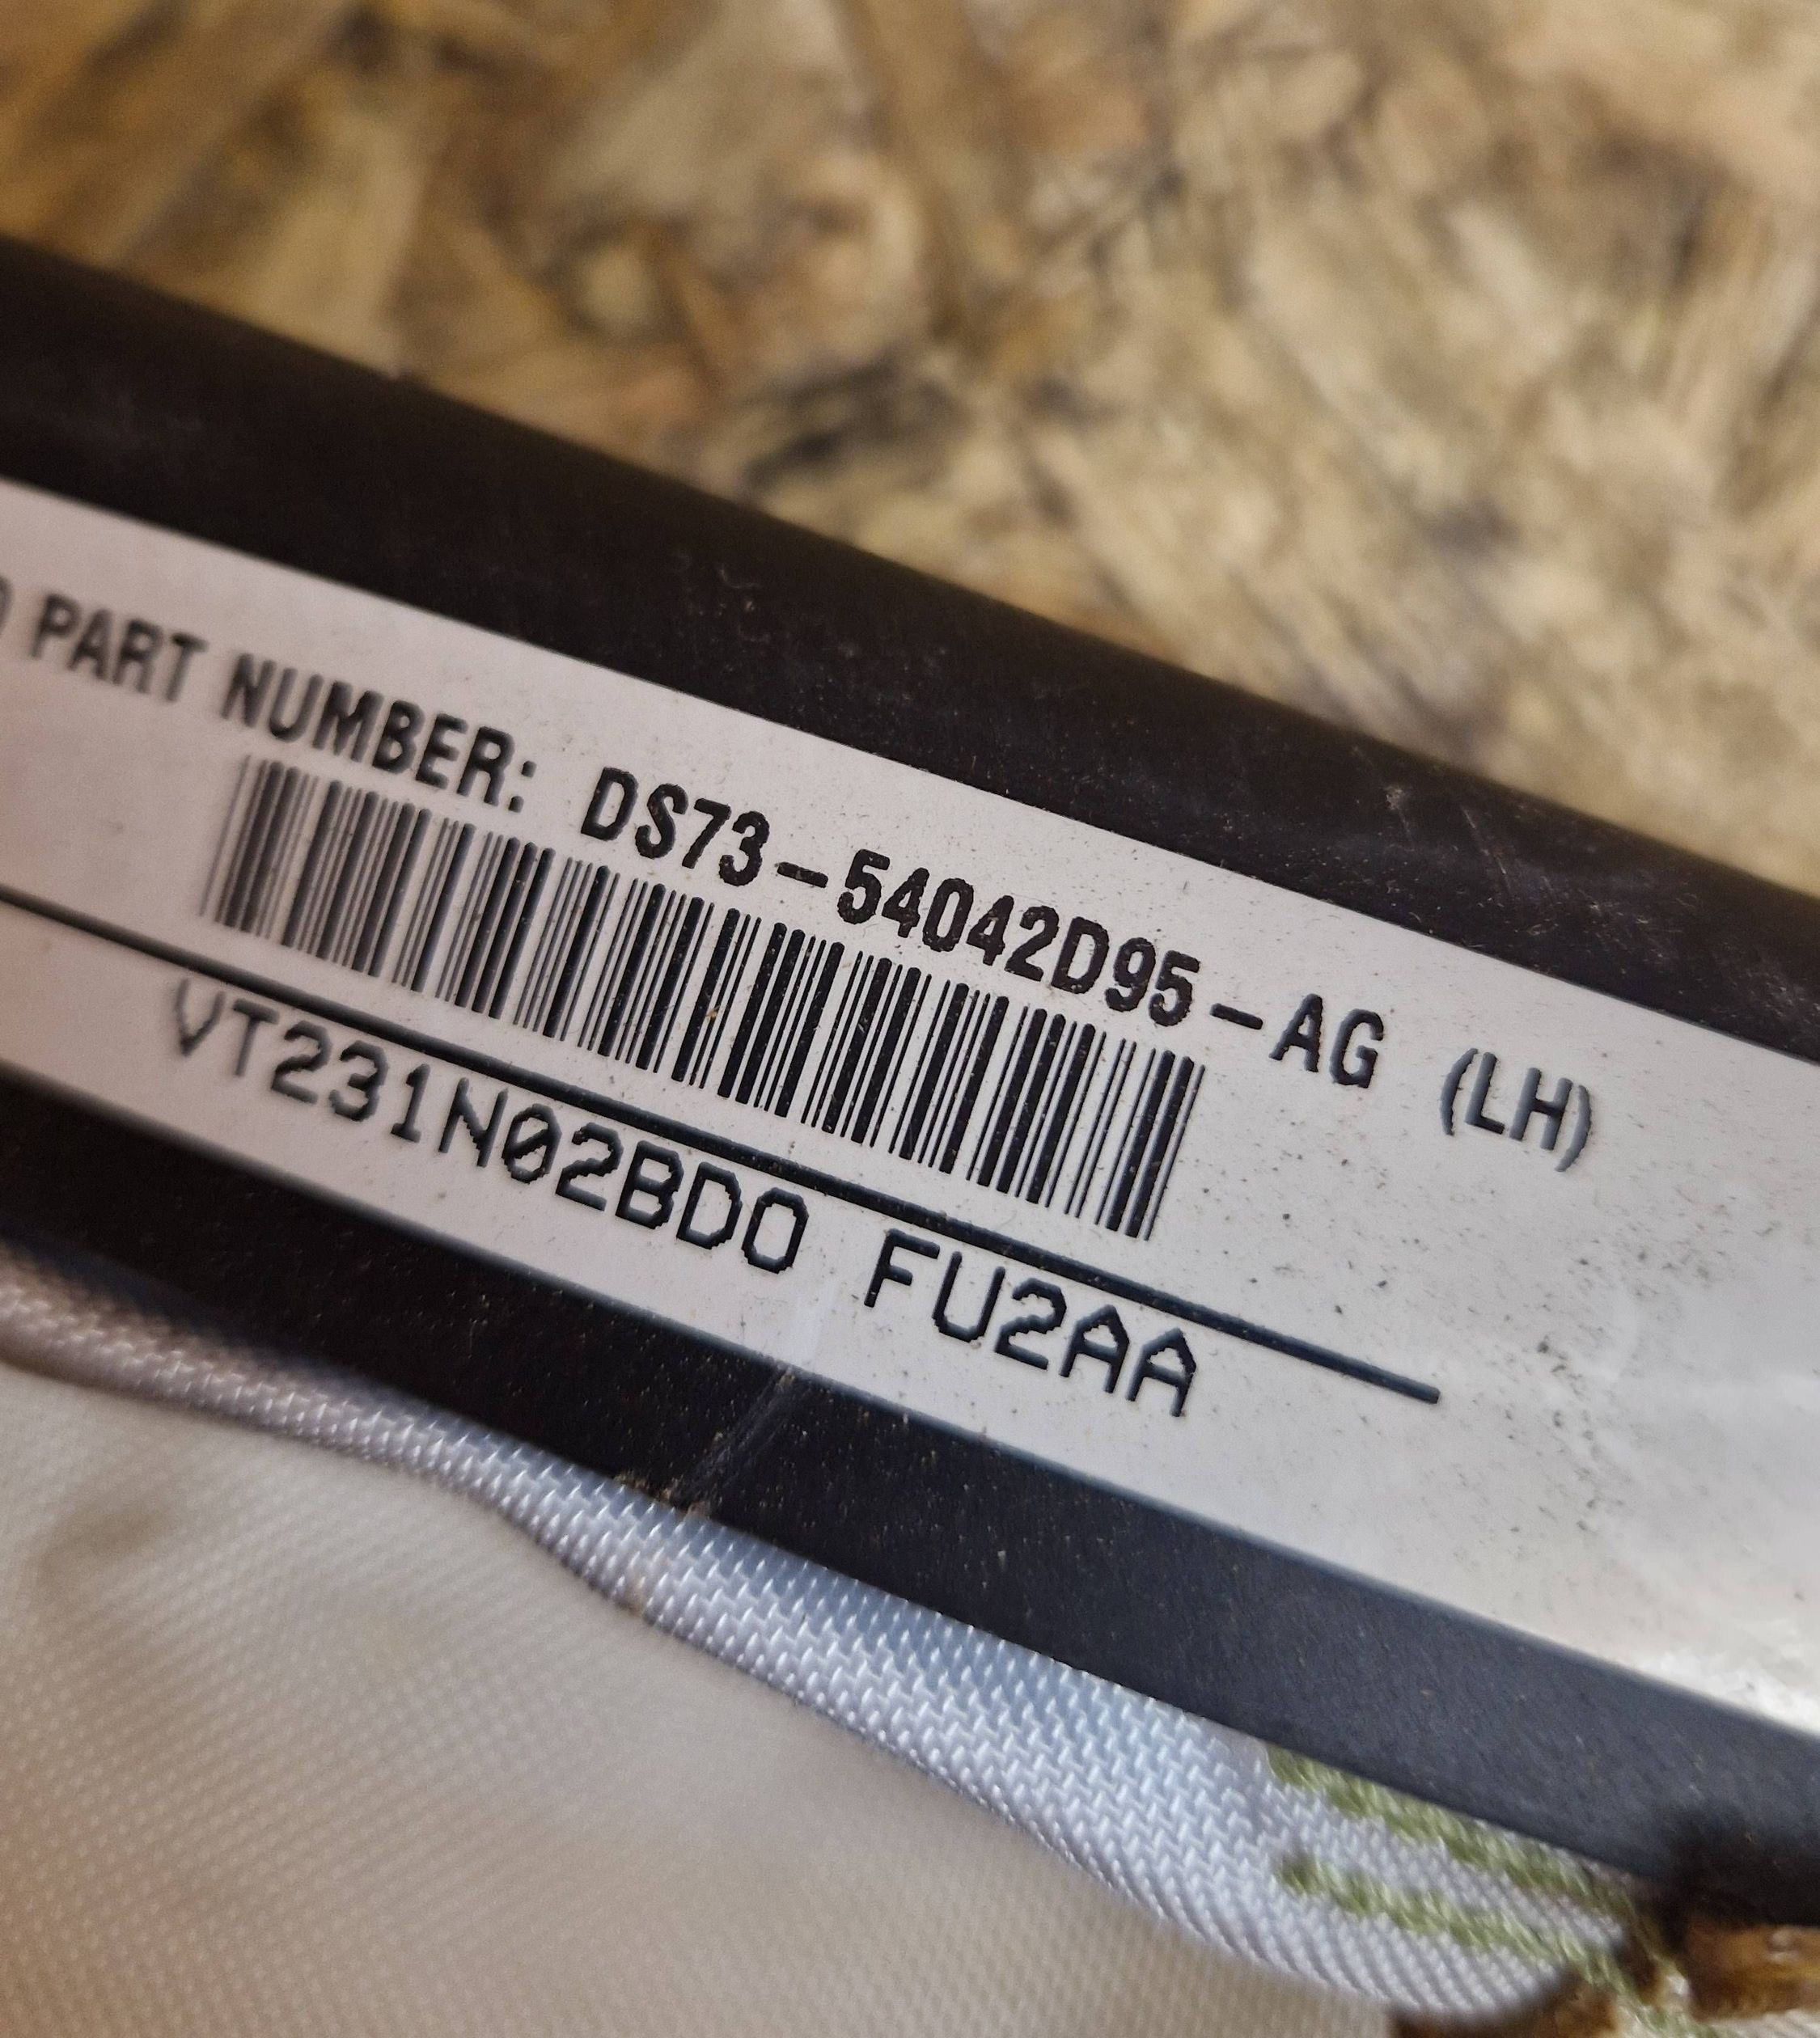 PART NUMBER: DS73-54042D95-AG (LH)
VT231N02BD0 FU2AA